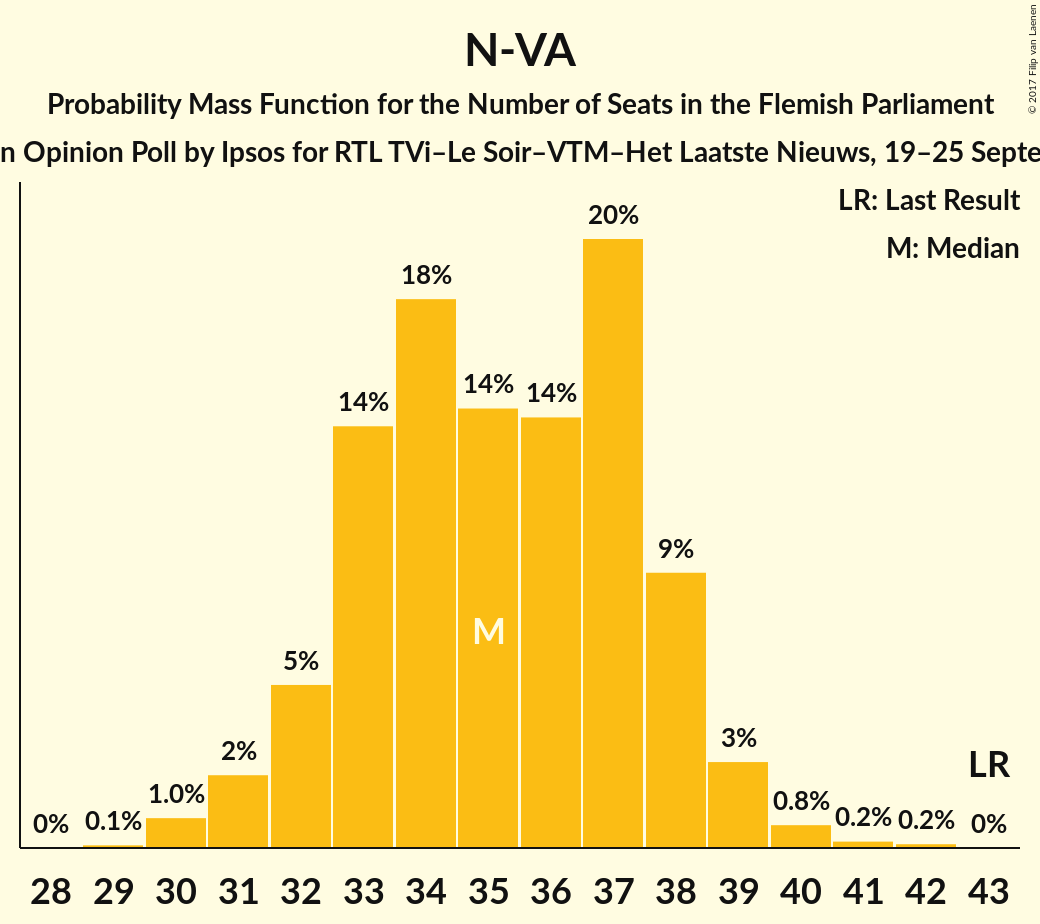 N-VA
Probability Mass Function for the Number of Seats in the Flemish Parliament
n Opinion Poll by Ipsos for RTL TVi–Le Soir–VTM–Het Laatste Nieuws, 19–25 Septe
© 2017 Filip van Laenen
LR: Last Result
M: Median
0% 0.1% 1.0% 2% 5% 14% 18% 14% 14% 20% 9% 3% 0.8% 0.2% 0.2% 0%
M
LR
28 29 30 31 32 33 34 35 36 37 38 39 40 41 42 43